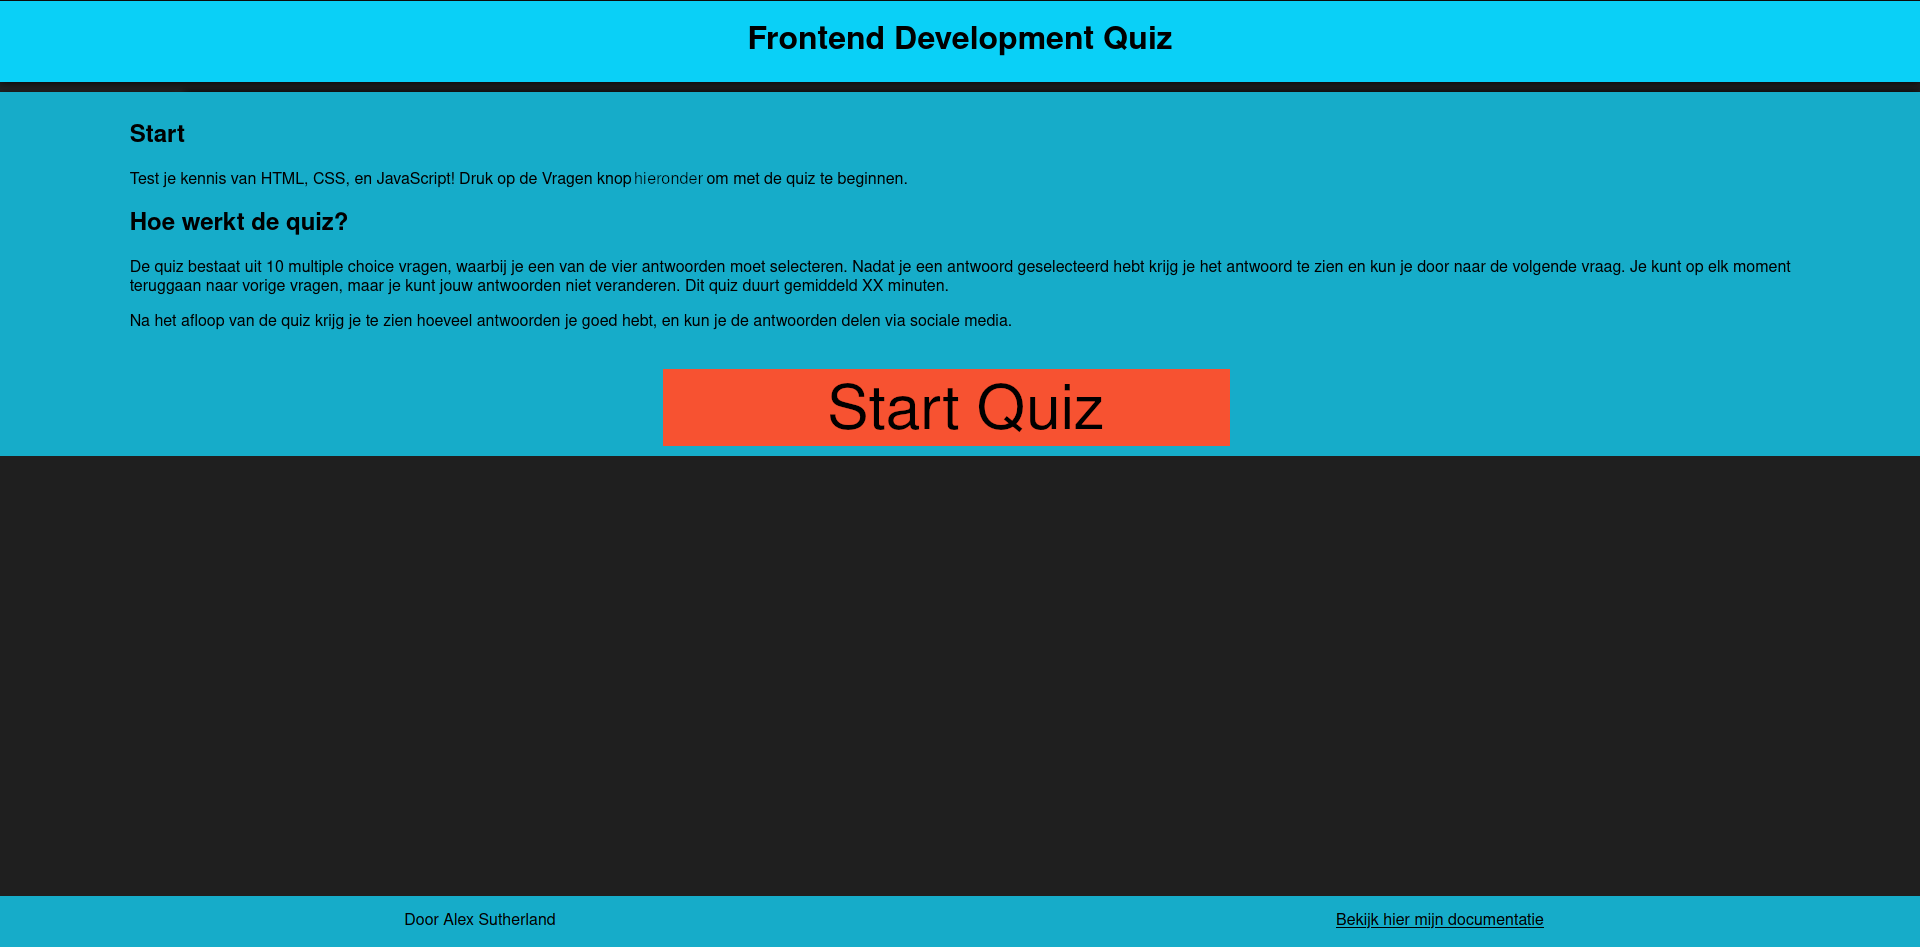 Frontend Development Quiz
Start
Test je kennis van HTML, CSS, en JavaScript! Druk op de Vragen knop hieronder om met de quiz te beginnen.
Hoe werkt de quiz?
De quiz bestaat uit 10 multiple choice vragen, waarbij je een van de vier antwoorden moet selecteren. Nadat je een antwoord geselecteerd hebt krijg je het antwoord te zien en kun je door naar de volgende vraag. Je kunt op elk moment
teruggaan naar vorige vragen, maar je kunt jouw antwoorden niet veranderen. Dit quiz duurt gemiddeld XX minuten.
Na het afloop van de quiz krijg je te zien hoeveel antwoorden je goed hebt, en kun je de antwoorden delen via sociale media.
Start Quiz
Door Alex Sutherland
Bekijk hier mijn documentatie